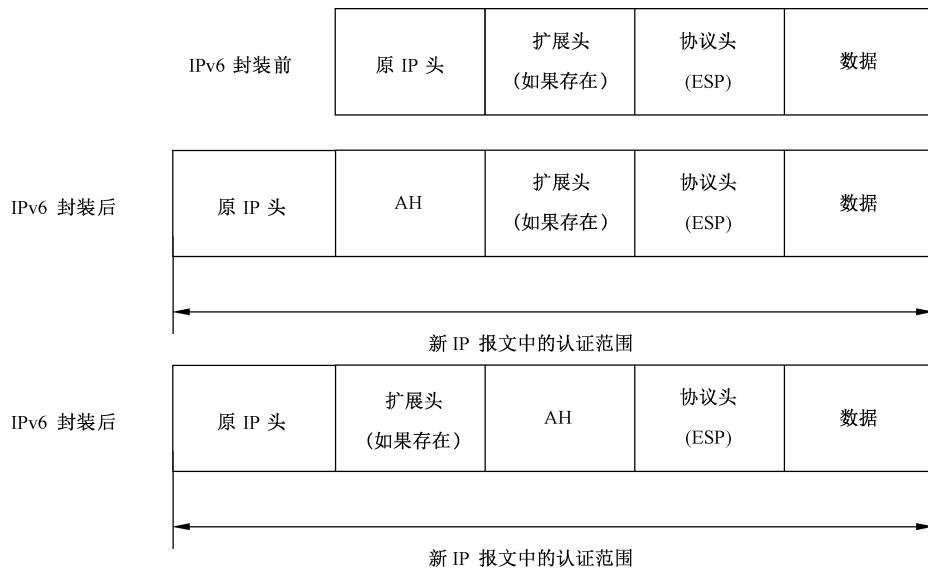 IPv6 封装前
原 IP 头
扩展头
(如果存在)
协议头
(ESP)
数据
IPv6 封装后
原 IP 头
AH
扩展头
(如果存在)
协议头
(ESP)
数据
新 IP 报文中的认证范围
IPv6 封装后
原 IP 头
扩展头
(如果存在)
AH
协议头
(ESP)
数据
新 IP 报文中的认证范围